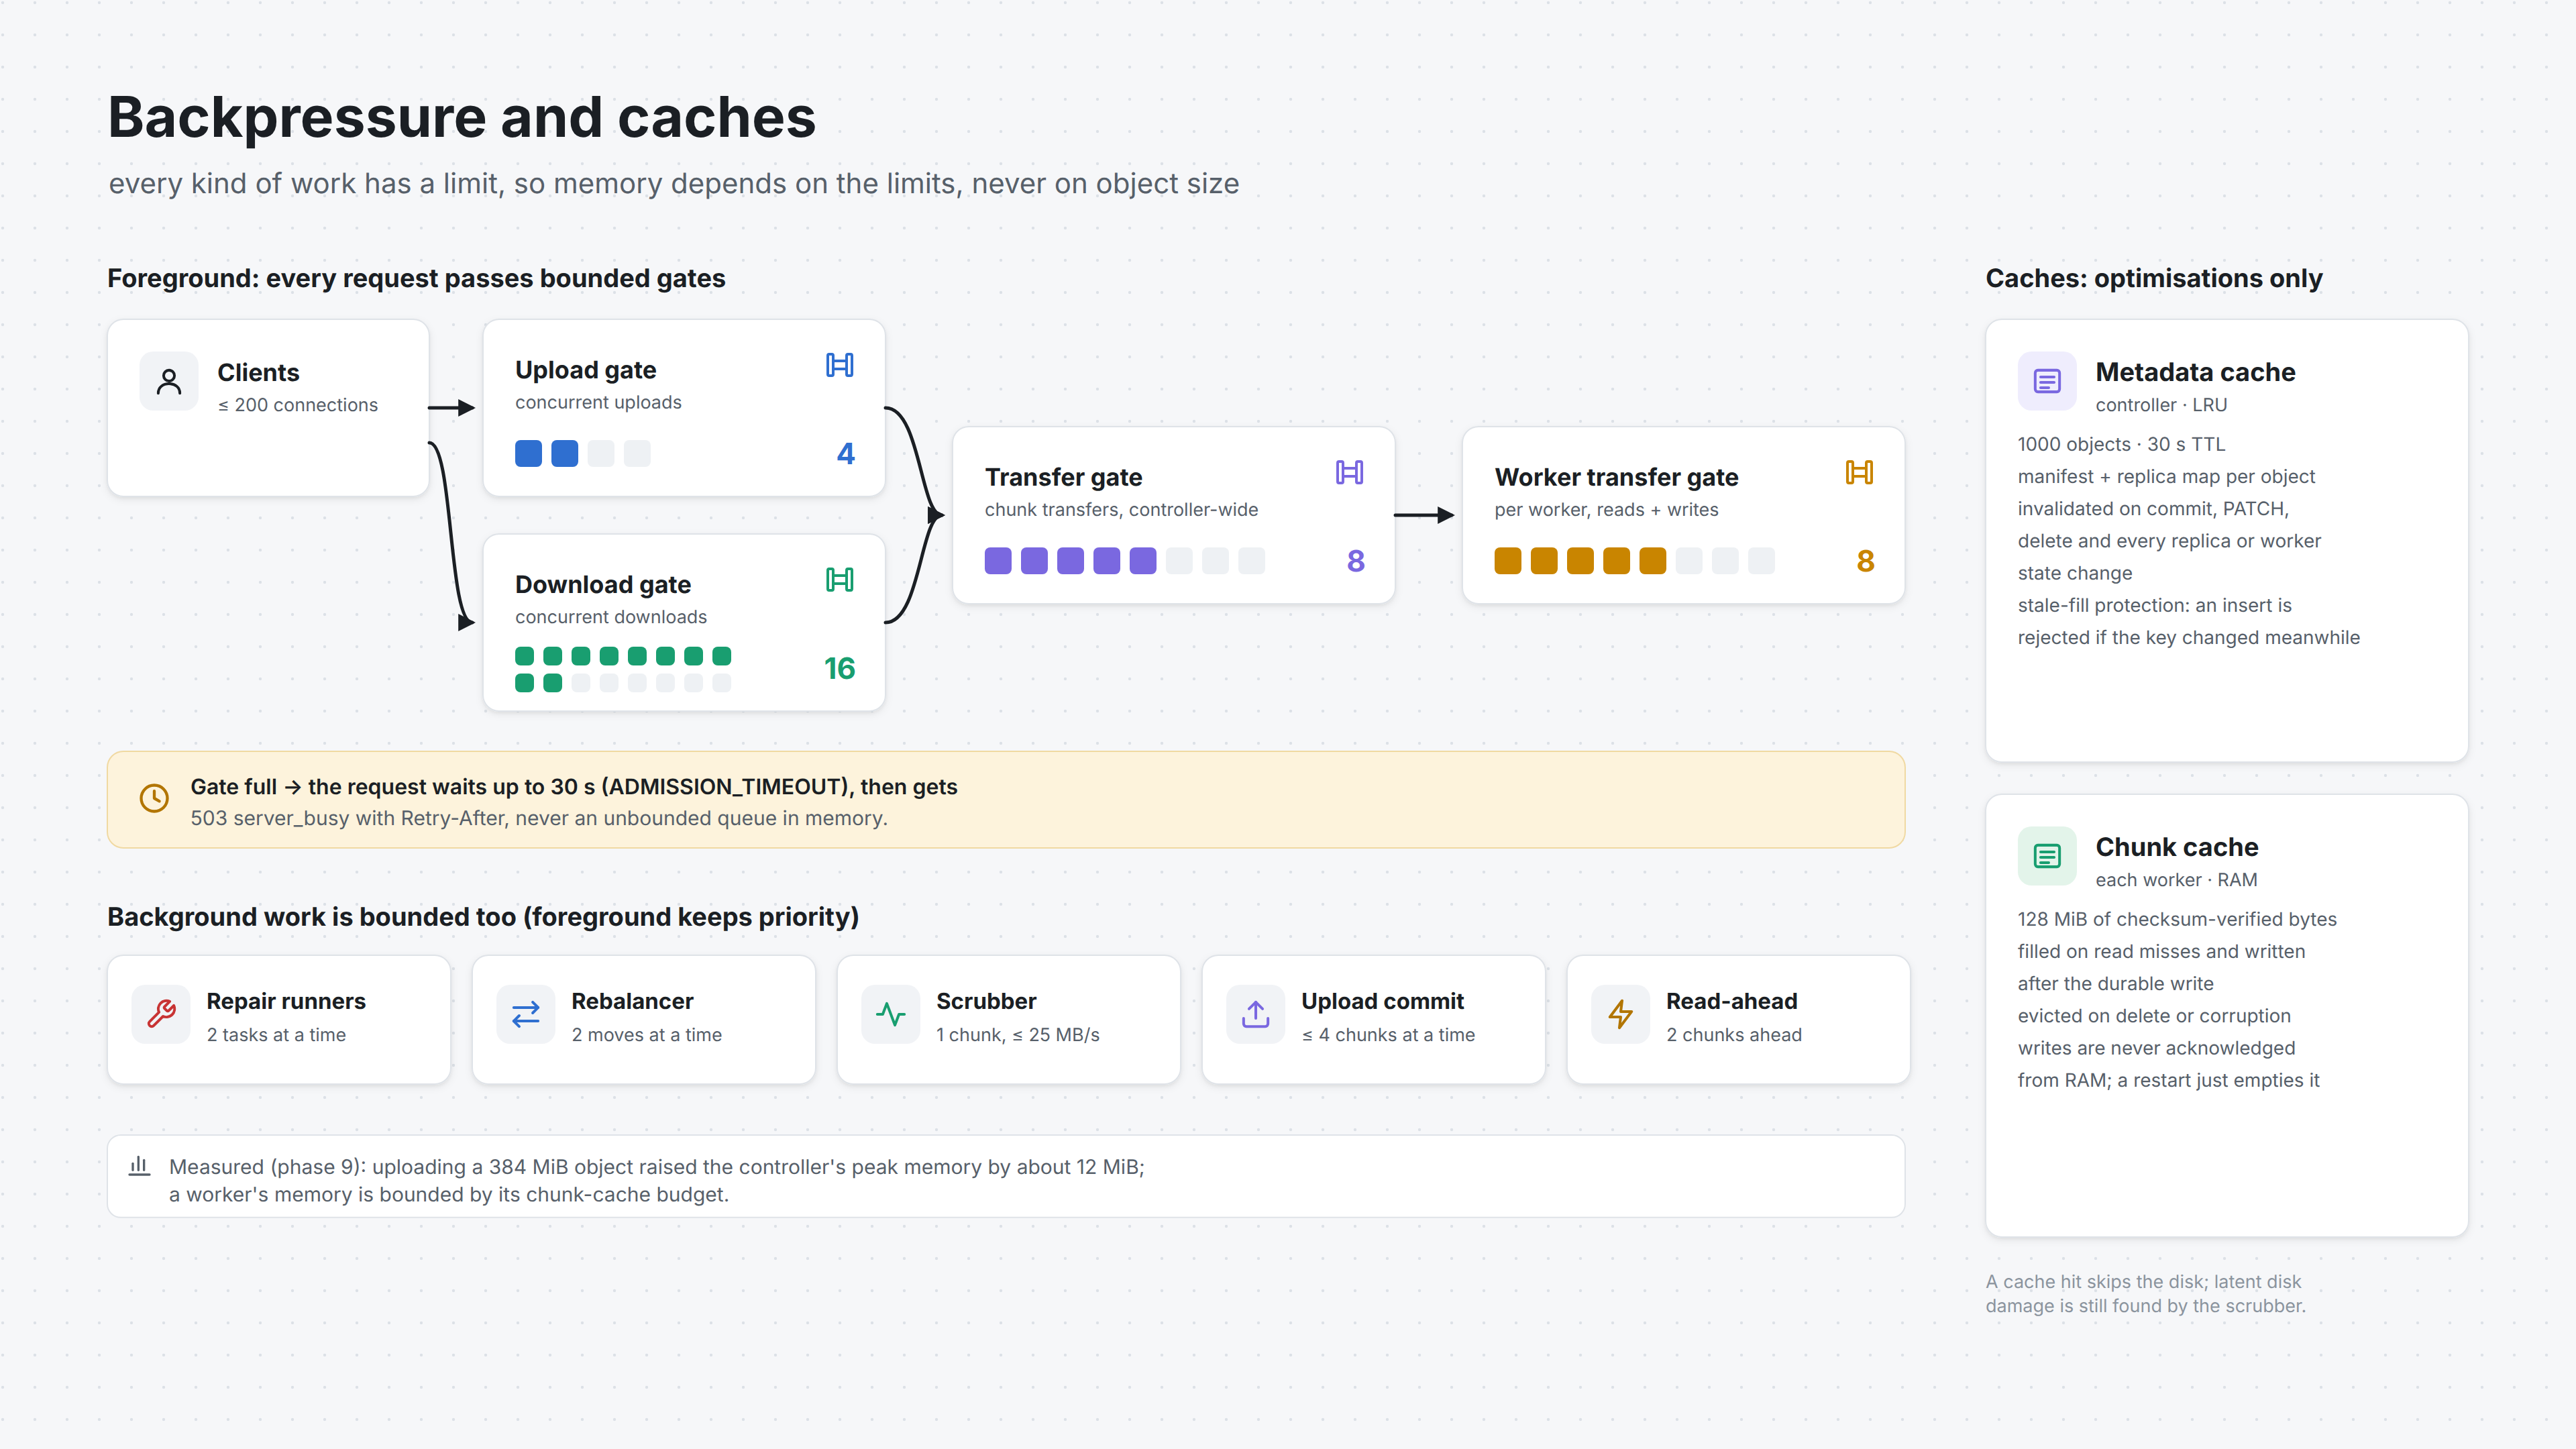 Backpressure and caches
every kind of work has a limit, so memory depends on the limits, never on object size
Foreground: every request passes bounded gates
Clients
≤ 200 connections
Upload gate
concurrent uploads
4
Download gate
concurrent downloads
16
Transfer gate
chunk transfers, controller-wide
8
Worker transfer gate
per worker, reads + writes
8
Gate full → the request waits up to 30 s (ADMISSION_TIMEOUT), then gets
503 server_busy with Retry-After, never an unbounded queue in memory.
Background work is bounded too (foreground keeps priority)
Repair runners
2 tasks at a time
Rebalancer
2 moves at a time
Scrubber
1 chunk, ≤ 25 MB/s
Upload commit
≤ 4 chunks at a time
Read-ahead
2 chunks ahead
Measured (phase 9): uploading a 384 MiB object raised the controller's peak memory by about 12 MiB;
a worker's memory is bounded by its chunk-cache budget.
Caches: optimisations only
Metadata cache
controller · LRU
1000 objects · 30 s TTL
manifest + replica map per object
invalidated on commit, PATCH,
delete and every replica or worker
state change
stale-fill protection: an insert is
rejected if the key changed meanwhile
Chunk cache
each worker · RAM
128 MiB of checksum-verified bytes
filled on read misses and written
after the durable write
evicted on delete or corruption
writes are never acknowledged
from RAM; a restart just empties it
A cache hit skips the disk; latent disk
damage is still found by the scrubber.